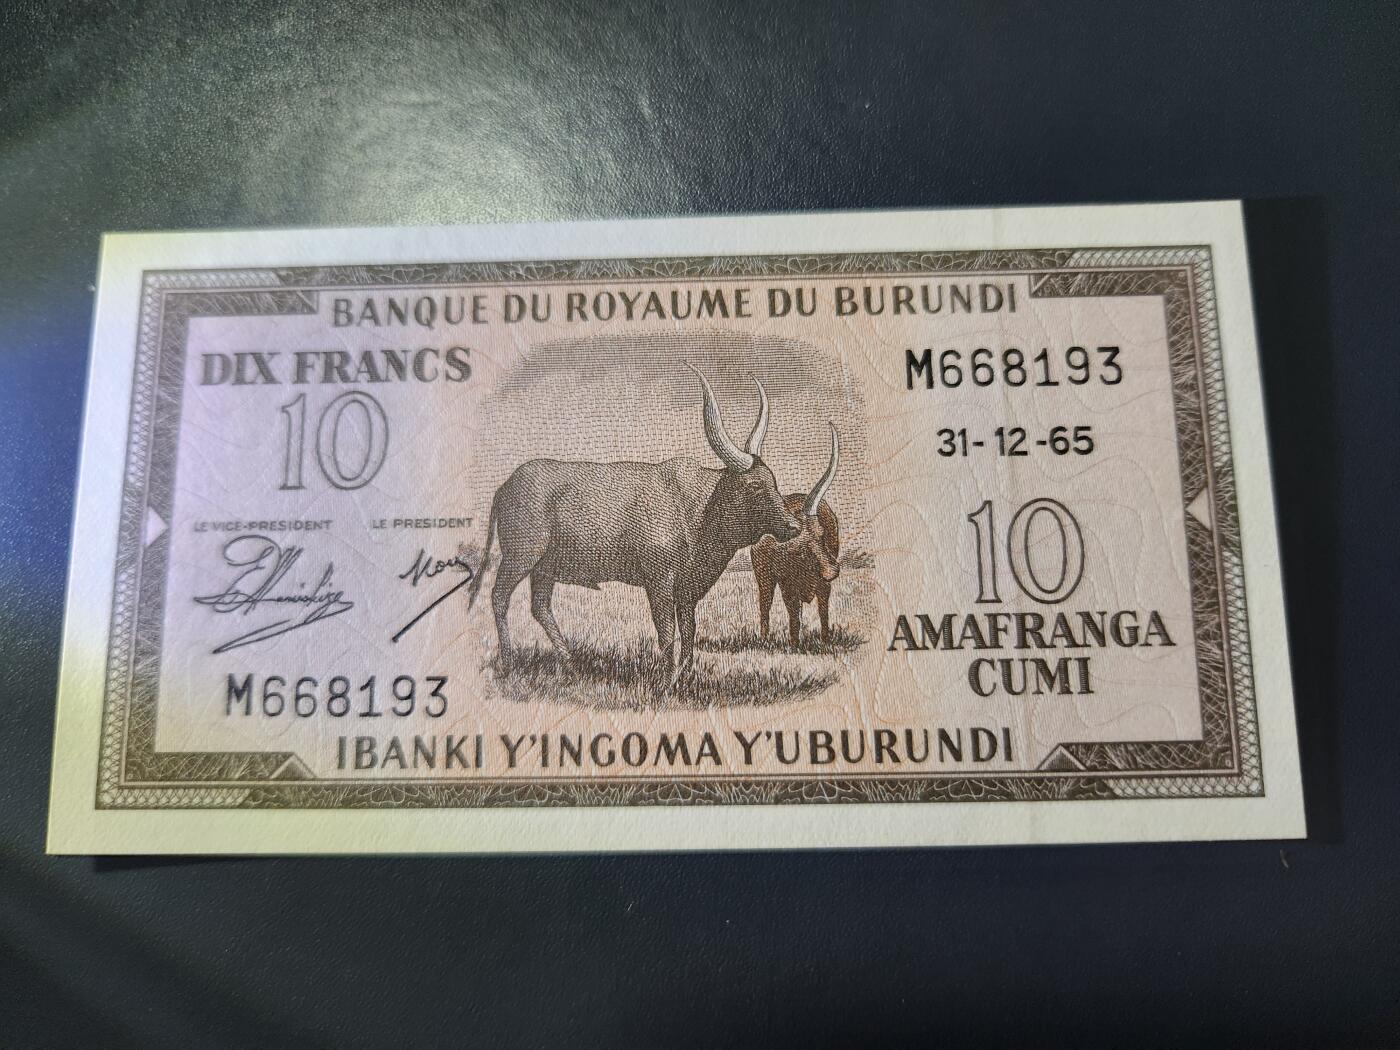 BANQUE DU ROYAUME DU BURUNDI
DIX FRANCS
10
M668193
31-12-65
LE VICE-PRESIDENT
LE PRESIDENT
10
AMAFRANGA
CUMI
M668193
IBANKI Y'INGOMA Y'UBURUNDI